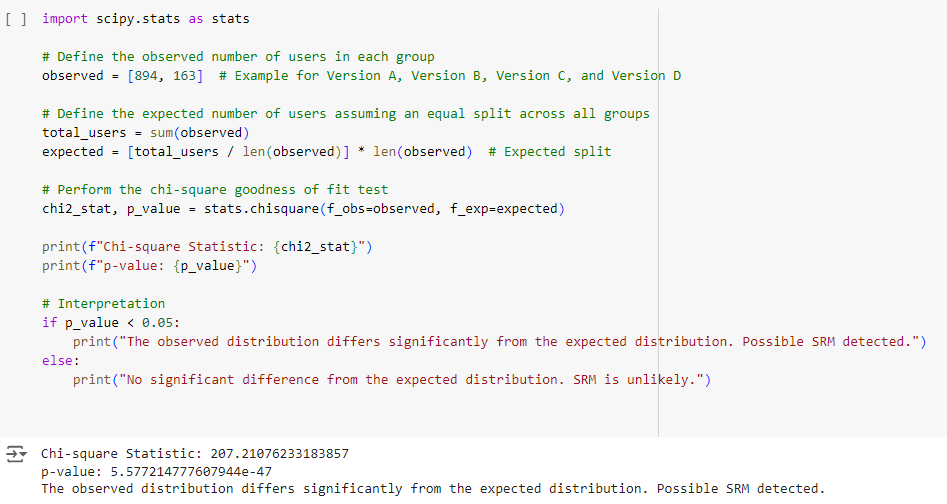 [ ] import scipy.stats as stats
# Define the observed number of users in each group
observed = [894, 163]  # Example for Version A, Version B, Version C, and Version D
# Define the expected number of users assuming an equal split across all groups
total_users = sum(observed)
expected = [total_users / len(observed)] * len(observed)  # Expected split
# Perform the chi-square goodness of fit test
chi2_stat, p_value = stats.chisquare(f_obs=observed, f_exp=expected)
print(f"Chi-square Statistic: {chi2_stat}")
print(f"p-value: {p_value}")
# Interpretation
if p_value < 0.05:
    print("The observed distribution differs significantly from the expected distribution. Possible SRM detected.")
else:
    print("No significant difference from the expected distribution. SRM is unlikely.")
Chi-square Statistic: 207.21076233183857
p-value: 5.577214777607944e-47
The observed distribution differs significantly from the expected distribution. Possible SRM detected.